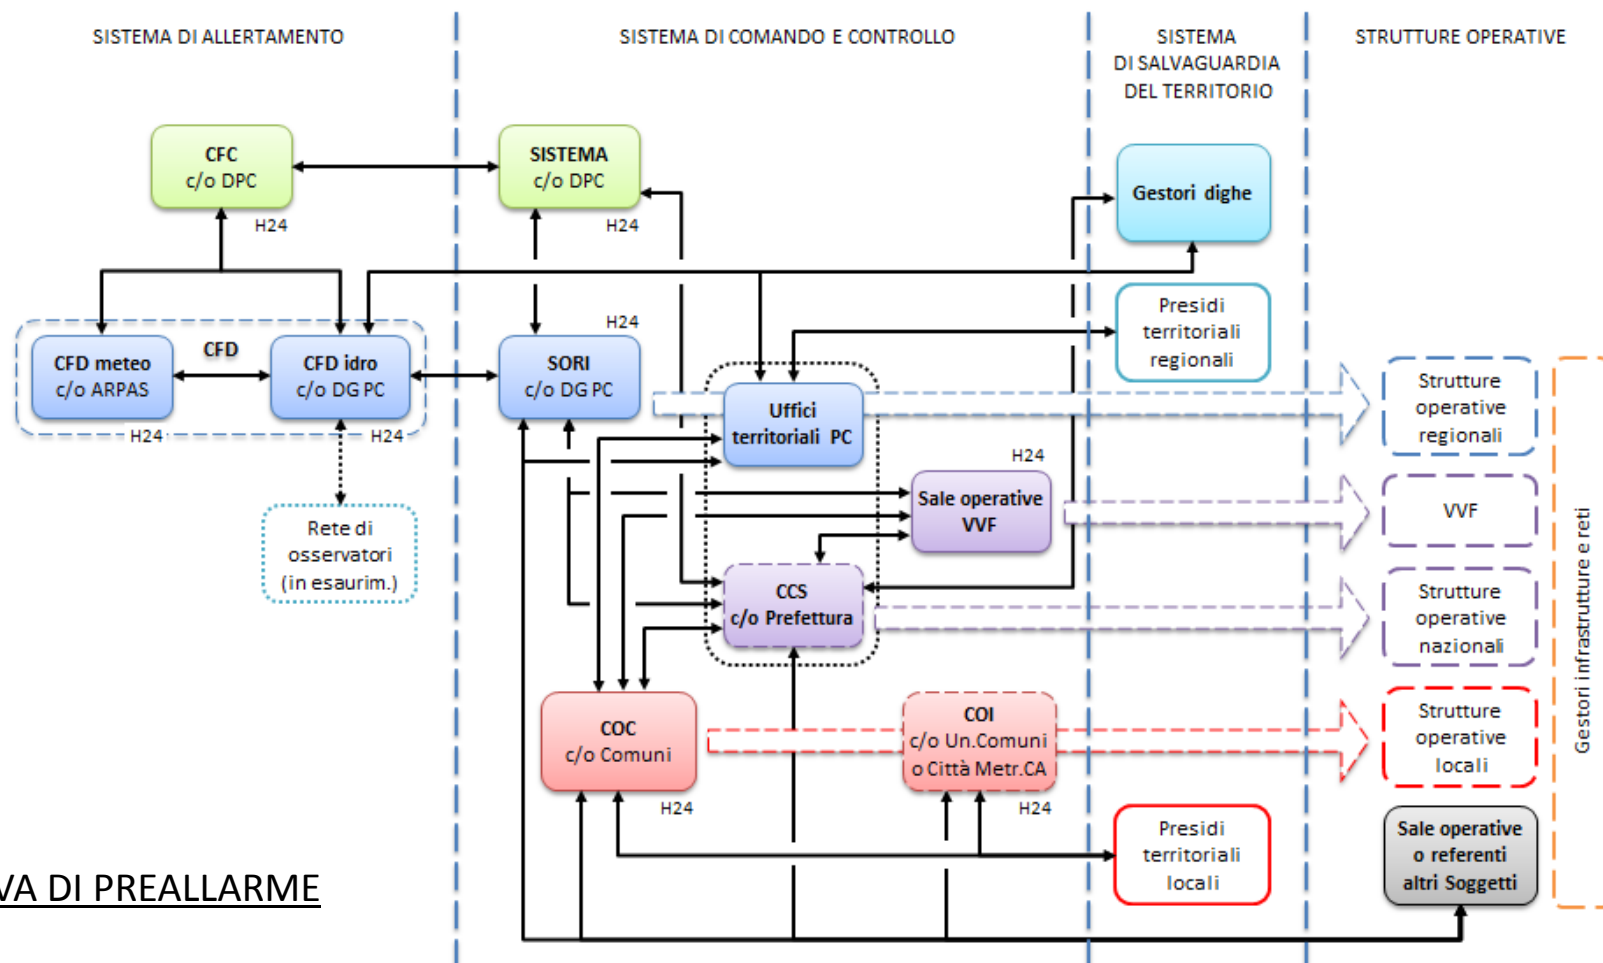 SISTEMA DI ALLERTAMENTO
SISTEMA DI COMANDO E CONTROLLO
SISTEMA
DI SALVAGUARDIA
DEL TERRITORIO
STRUTTURE OPERATIVE
CFC
c/o DPC
H24
SISTEMA
c/o DPC
H24
Gestori dighe
Presidi
territoriali
regionali
CFD meteo
c/o ARPAS
H24
CFD
CFD idro
c/o DG PC
H24
H24
SORI
c/o DG PC
Uffici
territoriali PC
Strutture
operative
regionali
Rete di
osservatori
(in esaurim.)
H24
Sale operative
VVF
VVF
CCS
c/o Prefettura
Strutture
operative
nazionali
Gestori infrastrutture e reti
COC
c/o Comuni
H24
COI
c/o Un.Comuni
o Città Metr.CA
H24
Strutture
operative
locali
Presidi
territoriali
locali
Sale operative
o referenti
altri Soggetti
VA DI PREALLARME